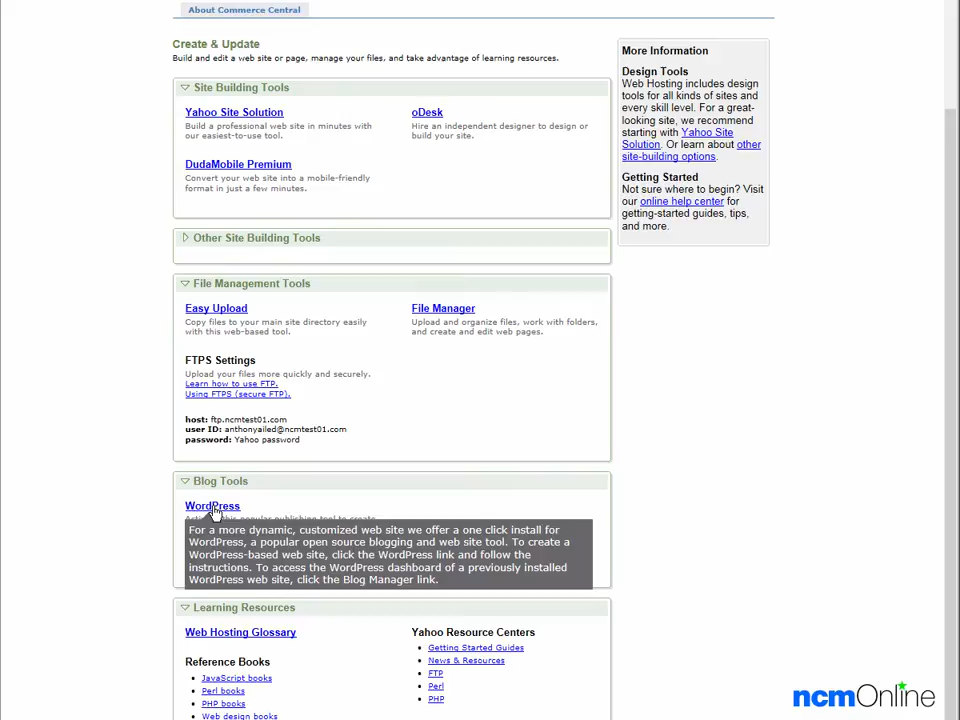 About Commerce Central
Create & Update
Build and edit a web site or page, manage your files, and take advantage of learning resources.
Site Building Tools
Yahoo Site Solution
Build a professional web site in minutes with
our easiest-to-use tool.
oDesk
Hire an independent designer to design or
build your site.
DudaMobile Premium
Convert your web site into a mobile-friendly
format in just a few minutes.
Other Site Building Tools
File Management Tools
Easy Upload
Copy files to your main site directory easily
with this web-based tool.
File Manager
Upload and organize files, work with folders,
and create and edit web pages.
FTPS Settings
Upload your files more quickly and securely.
Learn how to use FTP.
Using FTPS (secure FTP).
host: ftp.ncmtest01.com
user ID: anthonyailed@ncmtest01.com
password: Yahoo password
Blog Tools
WordPress
this popular publishing tool to create
For a more dynamic, customized web site we offer a one click install for
WordPress, a popular open source blogging and web site tool. To create a
WordPress-based web site, click the WordPress link and follow the
instructions. To access the WordPress dashboard of a previously installed
WordPress web site, click the Blog Manager link.
Learning Resources
Web Hosting Glossary
Reference Books
JavaScript books
Perl books
PHP books
Web design books
Yahoo Resource Centers
Getting Started Guides
News & Resources
FTP
Perl
PHP
More Information
Design Tools
Web Hosting includes design
tools for all kinds of sites and
every skill level. For a great-
looking site, we recommend
starting with Yahoo Site
Solution. Or learn about other
site-building options.
Getting Started
Not sure where to begin? Visit
our online help center for
getting-started guides, tips,
and more.
ncmOnline